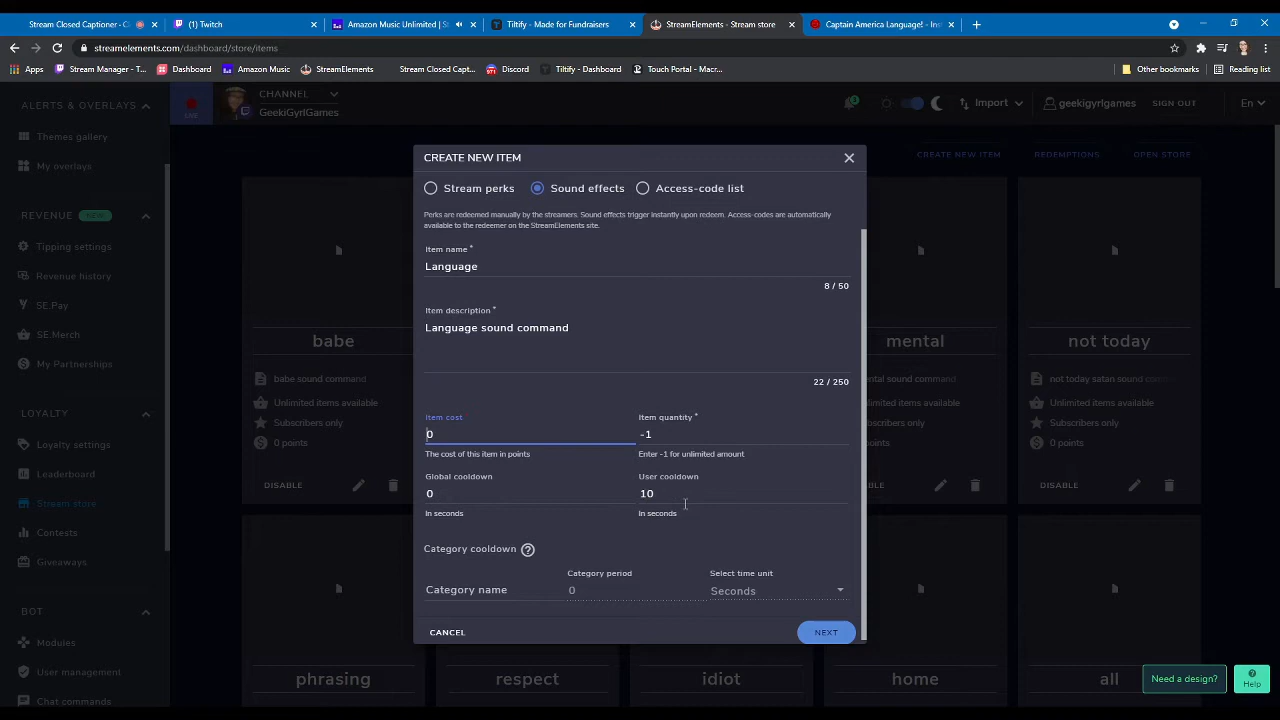 Stream Closed Captioner - C
Twitch
Amazon Music Unlimited | S
Tiltify - Made for Fundraisers
StreamElements - Stream store
Captain America Language! - Ins
streamelements.com/dashboard/store/items
Apps
Stream Manager - T...
Dashboard
Amazon Music
StreamElements
Stream Closed Capt...
Discord
Tiltify - Dashboard
Touch Portal - Macr...
Other bookmarks
Reading list
ALERTS & OVERLAYS
Themes gallery
My overlays
REVENUE NEW
Tipping settings
Revenue history
SE.Pay
SE.Merch
My Partnerships
LOYALTY
Loyalty settings
Leaderboard
Stream store
Contests
Giveaways
BOT
Modules
User management
Chat commands
LIVE
CHANNEL
GeekiGyrlGames
Import
geekigyrlgames
SIGN OUT
En
CREATE NEW ITEM
REDEMPTIONS
OPEN STORE
babe
babe sound command
Unlimited items available
Subscribers only
0 points
DISABLE
mental
mental sound command
Unlimited items available
Subscribers only
not today
not today satan sound comman
Unlimited items available
Subscribers only
0 points
DISABLE
phrasing
respect
idiot
home
all
CREATE NEW ITEM
Stream perks
Sound effects
Access-code list
Perks are redeemed manually by the streamers. Sound effects trigger instantly upon redeem. Access-codes are automatically
available to the redeemer on the StreamElements site.
Item name *
Language
8 / 50
Item description *
Language sound command
22 / 250
Item cost
0
The cost of this item in points
Item quantity *
-1
Enter -1 for unlimited amount
Global cooldown
0
In seconds
User cooldown
10
In seconds
Category cooldown
Category name
Category period
0
Select time unit
Seconds
CANCEL
NEXT
Need a design?
Help